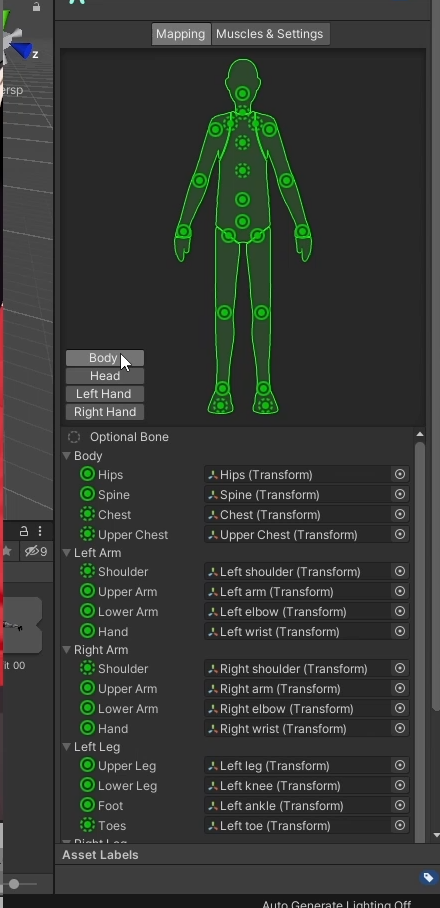 Mapping Muscles & Settings
z
ersp
Body
Head
Left Hand
Right Hand
Optional Bone
Body
Hips Hips (Transform)
Spine Spine (Transform)
Chest Chest (Transform)
Upper Chest Upper Chest (Transform)
9
Left Arm
Shoulder Left shoulder (Transform)
Upper Arm Left arm (Transform)
Lower Arm Left elbow (Transform)
Hand Left wrist (Transform)
Right Arm
it 00
Shoulder Right shoulder (Transform)
Upper Arm Right arm (Transform)
Lower Arm Right elbow (Transform)
Hand Right wrist (Transform)
Left Leg
Upper Leg Left leg (Transform)
Lower Leg Left knee (Transform)
Foot Left ankle (Transform)
Toes Left toe (Transform)
Right Leg
Asset Labels
Auto Generate Lighting Off